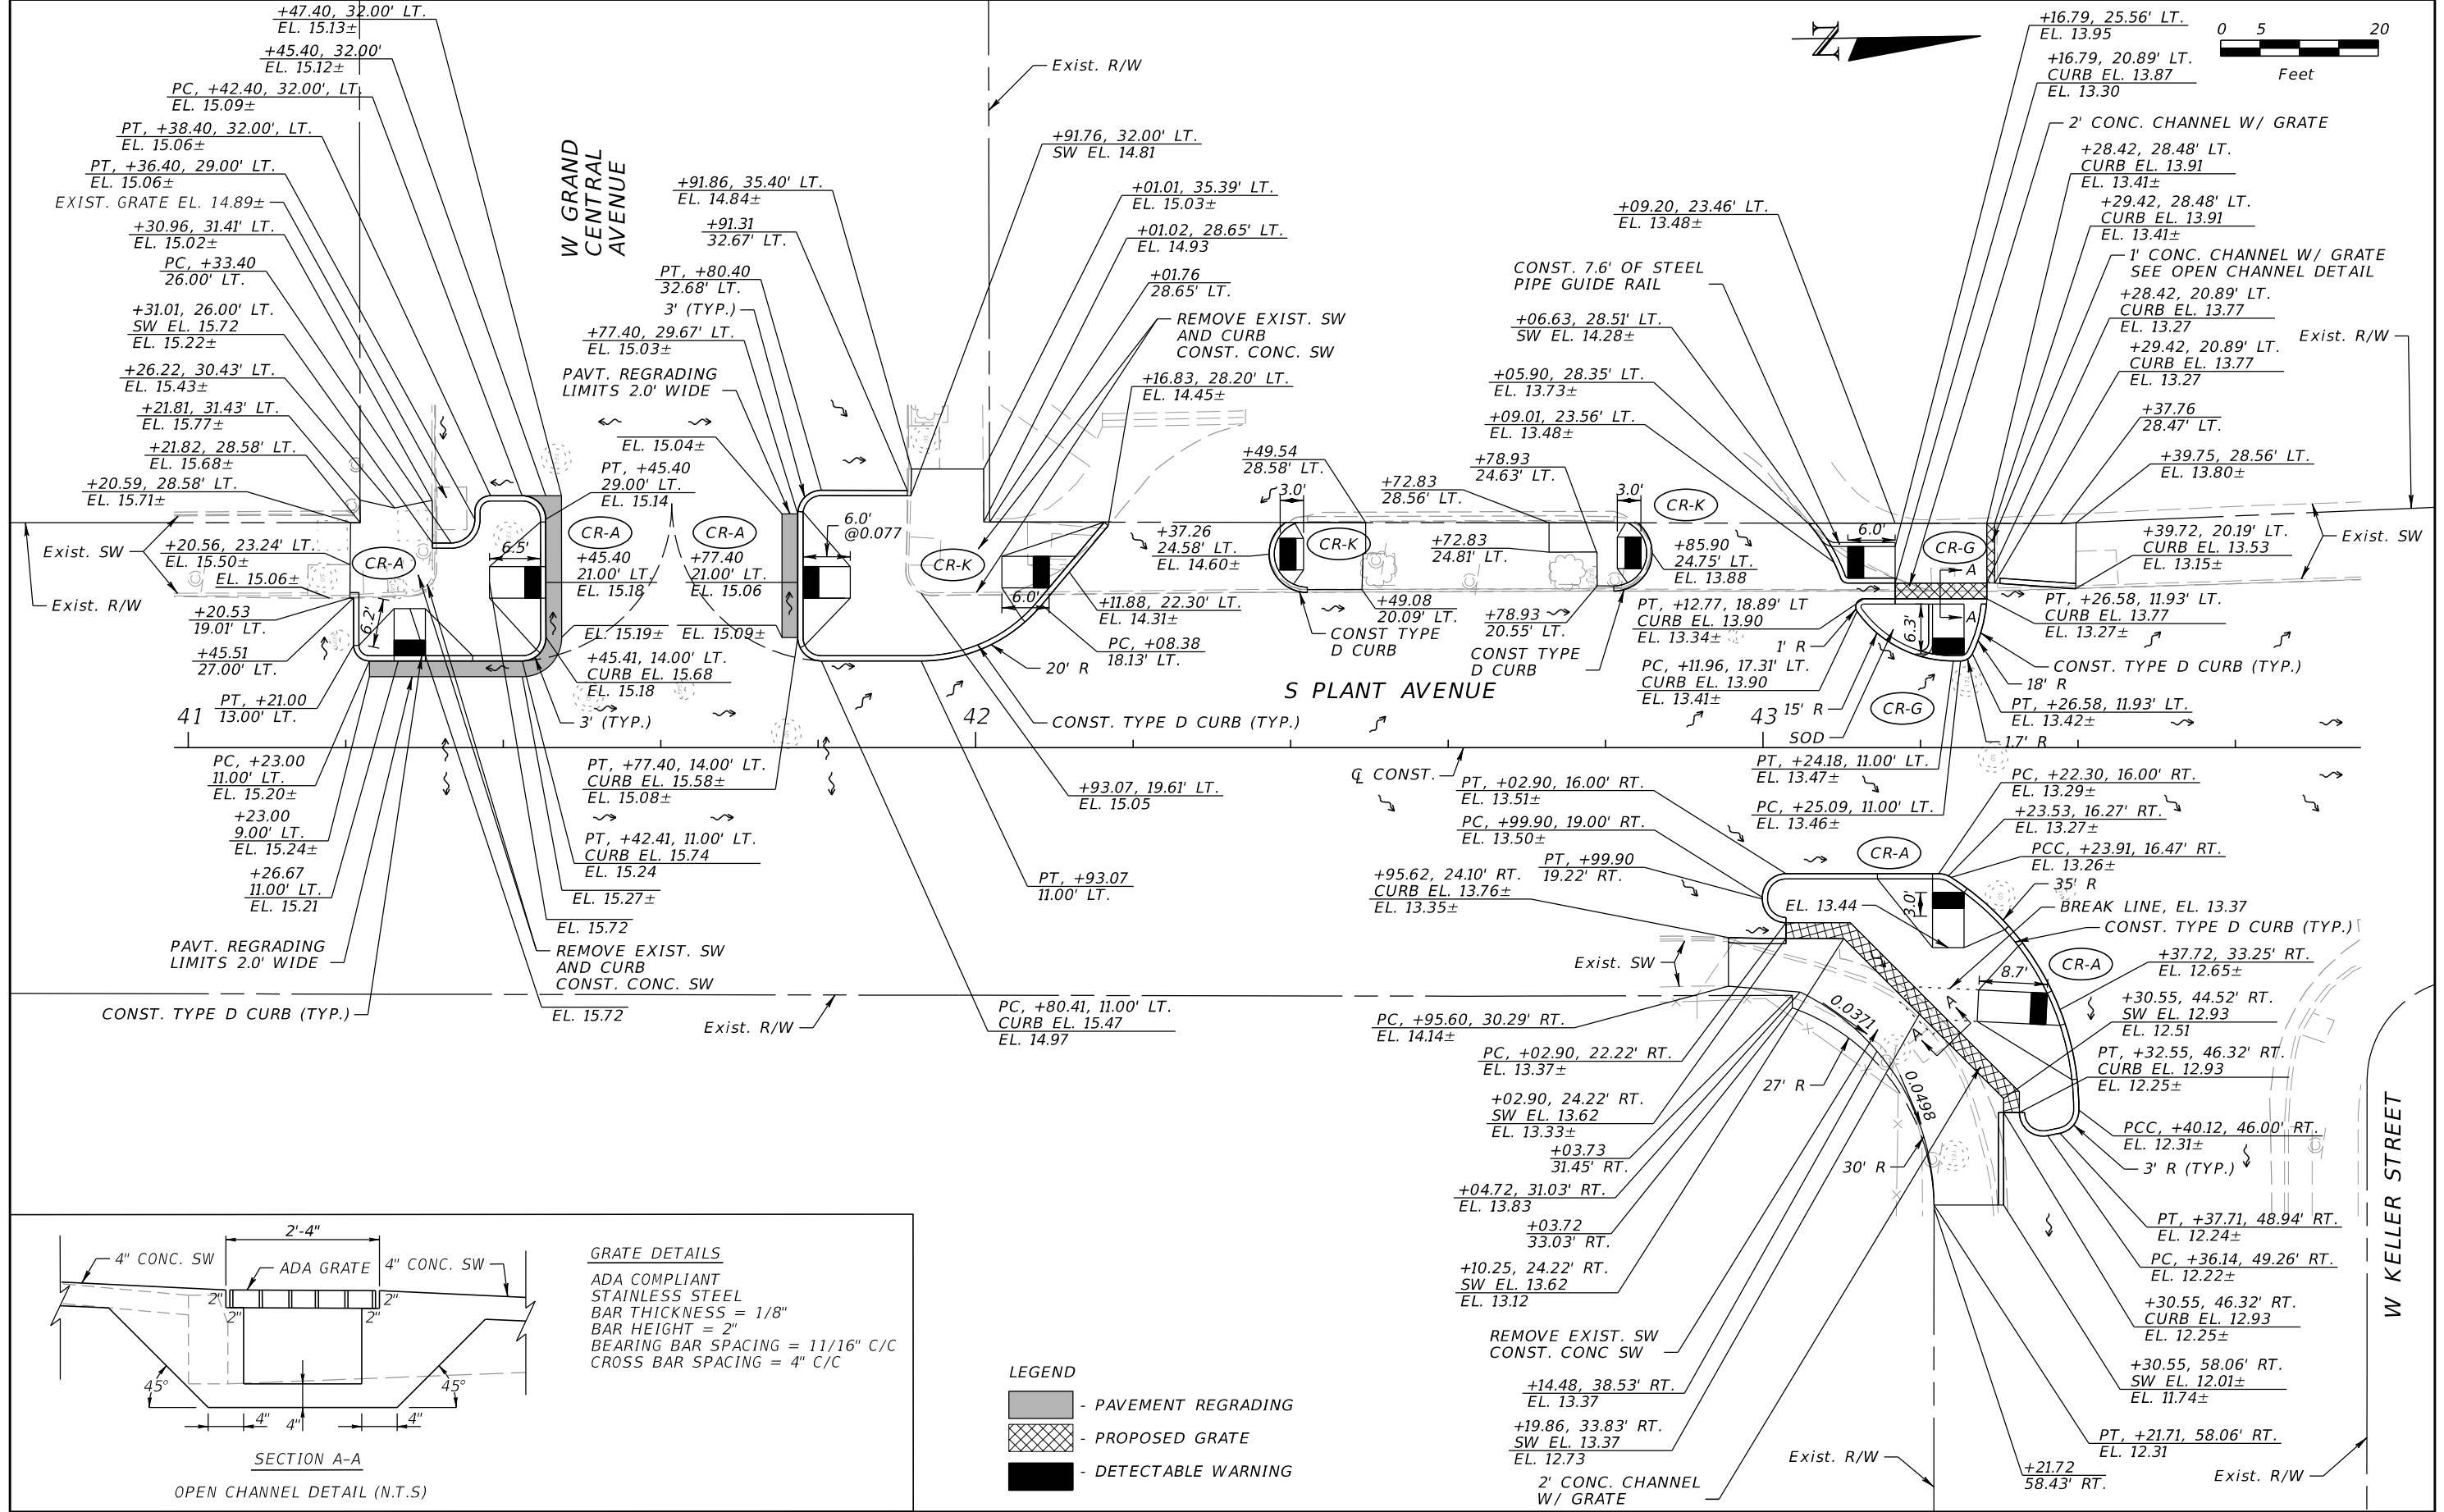 +47.40, 32.00' LT.
EL. 15.13±
+45.40, 32.00'
EL. 15.12±
PC, +42.40, 32.00', LT.
EL. 15.09±
PT, +38.40, 32.00', LT.
EL. 15.06±
PT, +36.40, 29.00' LT.
EL. 15.06±
EXIST. GRATE EL. 14.89±
+30.96, 31.41' LT.
EL. 15.02±
PC, +33.40
26.00' LT.
+31.01, 26.00' LT.
SW EL. 15.72
EL. 15.22±
+26.22, 30.43' LT.
EL. 15.43±
+21.81, 31.43' LT.
EL. 15.77±
+21.82, 28.58' LT.
EL. 15.68±
+20.59, 28.58' LT.
EL. 15.71±
Exist. SW
+20.56, 23.24' LT.
EL. 15.50±
EL. 15.06±
Exist. R/W
+20.53
19.01' LT.
+45.51
27.00' LT.
PT, +21.00
13.00' LT.
41
PC, +23.00
11.00' LT.
EL. 15.20±
+23.00
9.00' LT.
EL. 15.24±
+26.67
11.00' LT.
EL. 15.21
PAVT. REGRADING
LIMITS 2.0' WIDE
CONST. TYPE D CURB (TYP.)
CR-A
6.2'
6.5'
W GRAND
CENTRAL
AVENUE
+91.86, 35.40' LT.
EL. 14.84±
+91.31
32.67' LT.
PT, +80.40
32.68' LT.
3' (TYP.)
+77.40, 29.67' LT.
EL. 15.03±
PAVT. REGRADING
LIMITS 2.0' WIDE
EL. 15.04±
PT, +45.40
29.00' LT.
EL. 15.14
CR-A
CR-A
+45.40
21.00' LT.
EL. 15.18
+77.40
21.00' LT.
EL. 15.06
EL. 15.19±
EL. 15.09±
+45.41, 14.00' LT.
CURB EL. 15.68
EL. 15.18
3' (TYP.)
PT, +77.40, 14.00' LT.
CURB EL. 15.58±
EL. 15.08±
PT, +42.41, 11.00' LT.
CURB EL. 15.74
EL. 15.24
EL. 15.27±
EL. 15.72
REMOVE EXIST. SW
AND CURB
CONST. CONC. SW
EL. 15.72
Exist. R/W
6.0'
@0.077
CR-K
6.0'
Exist. R/W
+91.76, 32.00' LT.
SW EL. 14.81
+01.01, 35.39' LT.
EL. 15.03±
+01.02, 28.65' LT.
EL. 14.93
+01.76
28.65' LT.
REMOVE EXIST. SW
AND CURB
CONST. CONC. SW
+16.83, 28.20' LT.
EL. 14.45±
+37.26
24.58' LT.
EL. 14.60±
+11.88, 22.30' LT.
EL. 14.31±
PC, +08.38
18.13' LT.
20' R
42
CONST. TYPE D CURB (TYP.)
+93.07, 19.61' LT.
EL. 15.05
PT, +93.07
11.00' LT.
PC, +80.41, 11.00' LT.
CURB EL. 15.47
EL. 14.97
+49.54
28.58' LT.
3.0'
CR-K
+72.83
28.56' LT.
+72.83
24.81' LT.
+78.93
24.63' LT.
3.0'
CR-K
+49.08
20.09' LT.
+78.93
20.55' LT.
CONST TYPE
D CURB
CONST TYPE
D CURB
+85.90
24.75' LT.
EL. 13.88
S PLANT AVENUE
℄ CONST.
N
0 5 20
Feet
+16.79, 25.56' LT.
EL. 13.95
+16.79, 20.89' LT.
CURB EL. 13.87
EL. 13.30
2' CONC. CHANNEL W/ GRATE
+28.42, 28.48' LT.
CURB EL. 13.91
EL. 13.41±
+29.42, 28.48' LT.
CURB EL. 13.91
EL. 13.41±
1' CONC. CHANNEL W/ GRATE
SEE OPEN CHANNEL DETAIL
+28.42, 20.89' LT.
CURB EL. 13.77
EL. 13.27
Exist. R/W
+29.42, 20.89' LT.
CURB EL. 13.77
EL. 13.27
+37.76
28.47' LT.
+39.75, 28.56' LT.
EL. 13.80±
+39.72, 20.19' LT.
CURB EL. 13.53
EL. 13.15±
Exist. SW
+09.20, 23.46' LT.
EL. 13.48±
CONST. 7.6' OF STEEL
PIPE GUIDE RAIL
+06.63, 28.51' LT.
SW EL. 14.28±
+05.90, 28.35' LT.
EL. 13.73±
+09.01, 23.56' LT.
EL. 13.48±
6.0'
CR-G
A
A
6.3'
PT, +12.77, 18.89' LT
CURB EL. 13.90
EL. 13.34±
1' R
PC, +11.96, 17.31' LT.
CURB EL. 13.90
EL. 13.41±
15' R
43
CR-G
SOD
PT, +26.58, 11.93' LT.
CURB EL. 13.77
EL. 13.27±
CONST. TYPE D CURB (TYP.)
18' R
PT, +26.58, 11.93' LT.
EL. 13.42±
1.7' R
PT, +24.18, 11.00' LT.
EL. 13.47±
PC, +25.09, 11.00' LT.
EL. 13.46±
PC, +22.30, 16.00' RT.
EL. 13.29±
+23.53, 16.27' RT.
EL. 13.27±
PCC, +23.91, 16.47' RT.
EL. 13.26±
35' R
BREAK LINE, EL. 13.37
CONST. TYPE D CURB (TYP.)
CR-A
CR-A
EL. 13.44
3.0'
8.7'
+37.72, 33.25' RT.
EL. 12.65±
+30.55, 44.52' RT.
SW EL. 12.93
EL. 12.51
PT, +32.55, 46.32' RT.
CURB EL. 12.93
EL. 12.25±
PCC, +40.12, 46.00' RT.
EL. 12.31±
3' R (TYP.)
PT, +37.71, 48.94' RT.
EL. 12.24±
PC, +36.14, 49.26' RT.
EL. 12.22±
+30.55, 46.32' RT.
CURB EL. 12.93
EL. 12.25±
+30.55, 58.06' RT.
SW EL. 12.01±
EL. 11.74±
PT, +21.71, 58.06' RT.
EL. 12.31
+21.72
58.43' RT.
Exist. R/W
Exist. R/W
W KELLER STREET
PT, +02.90, 16.00' RT.
EL. 13.51±
PC, +99.90, 19.00' RT.
EL. 13.50±
PT, +99.90
19.22' RT.
+95.62, 24.10' RT.
CURB EL. 13.76±
EL. 13.35±
Exist. SW
PC, +95.60, 30.29' RT.
EL. 14.14±
PC, +02.90, 22.22' RT.
EL. 13.37±
+02.90, 24.22' RT.
SW EL. 13.62
EL. 13.33±
+03.73
31.45' RT.
+04.72, 31.03' RT.
EL. 13.83
+03.72
33.03' RT.
+10.25, 24.22' RT.
SW EL. 13.62
EL. 13.12
REMOVE EXIST. SW
CONST. CONC SW
+14.48, 38.53' RT.
EL. 13.37
+19.86, 33.83' RT.
SW EL. 13.37
EL. 12.73
2' CONC. CHANNEL
W/ GRATE
0.0371
0.0498
A
A
27' R
30' R
2'-4"
4" CONC. SW
ADA GRATE
4" CONC. SW
2"
2"
2"
2"
45°
45°
4"
4"
4"
SECTION A-A
OPEN CHANNEL DETAIL (N.T.S)
GRATE DETAILS
ADA COMPLIANT
STAINLESS STEEL
BAR THICKNESS = 1/8"
BAR HEIGHT = 2"
BEARING BAR SPACING = 11/16" C/C
CROSS BAR SPACING = 4" C/C
LEGEND
- PAVEMENT REGRADING
- PROPOSED GRATE
- DETECTABLE WARNING